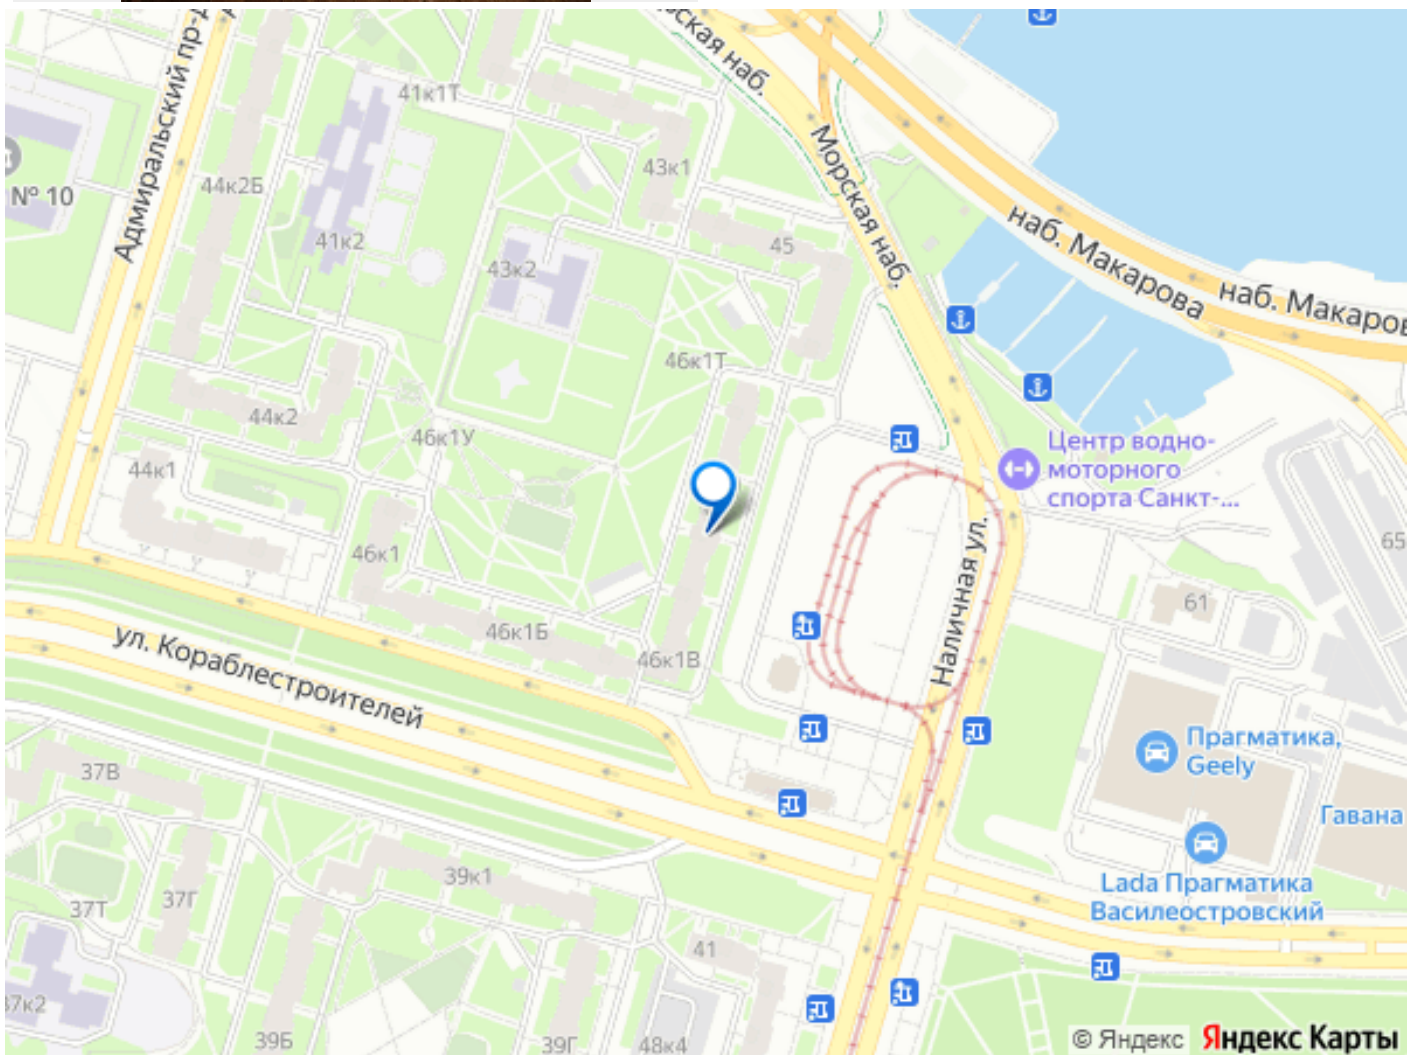 Адмиральский пр-д
ская наб.
41к1Т
43к1
№ 10
44к2Б
Морская наб.
наб. Макарова
наб. Макаров
41к2
45
43к2
46к1Т
44к2
46к1У
44к1
Центр водно-
моторного
спорта Санкт-...
46к1
65
Наличная ул.
61
46к1Б
46к1В
ул. Кораблестроителей
Прагматика,
Geely
37В
Гавана
39к1
37Г
37Т
Lada Прагматика
Василеостровский
41
37к2
39Б
39Г
48к4
© Яндекс Яндекс Карты